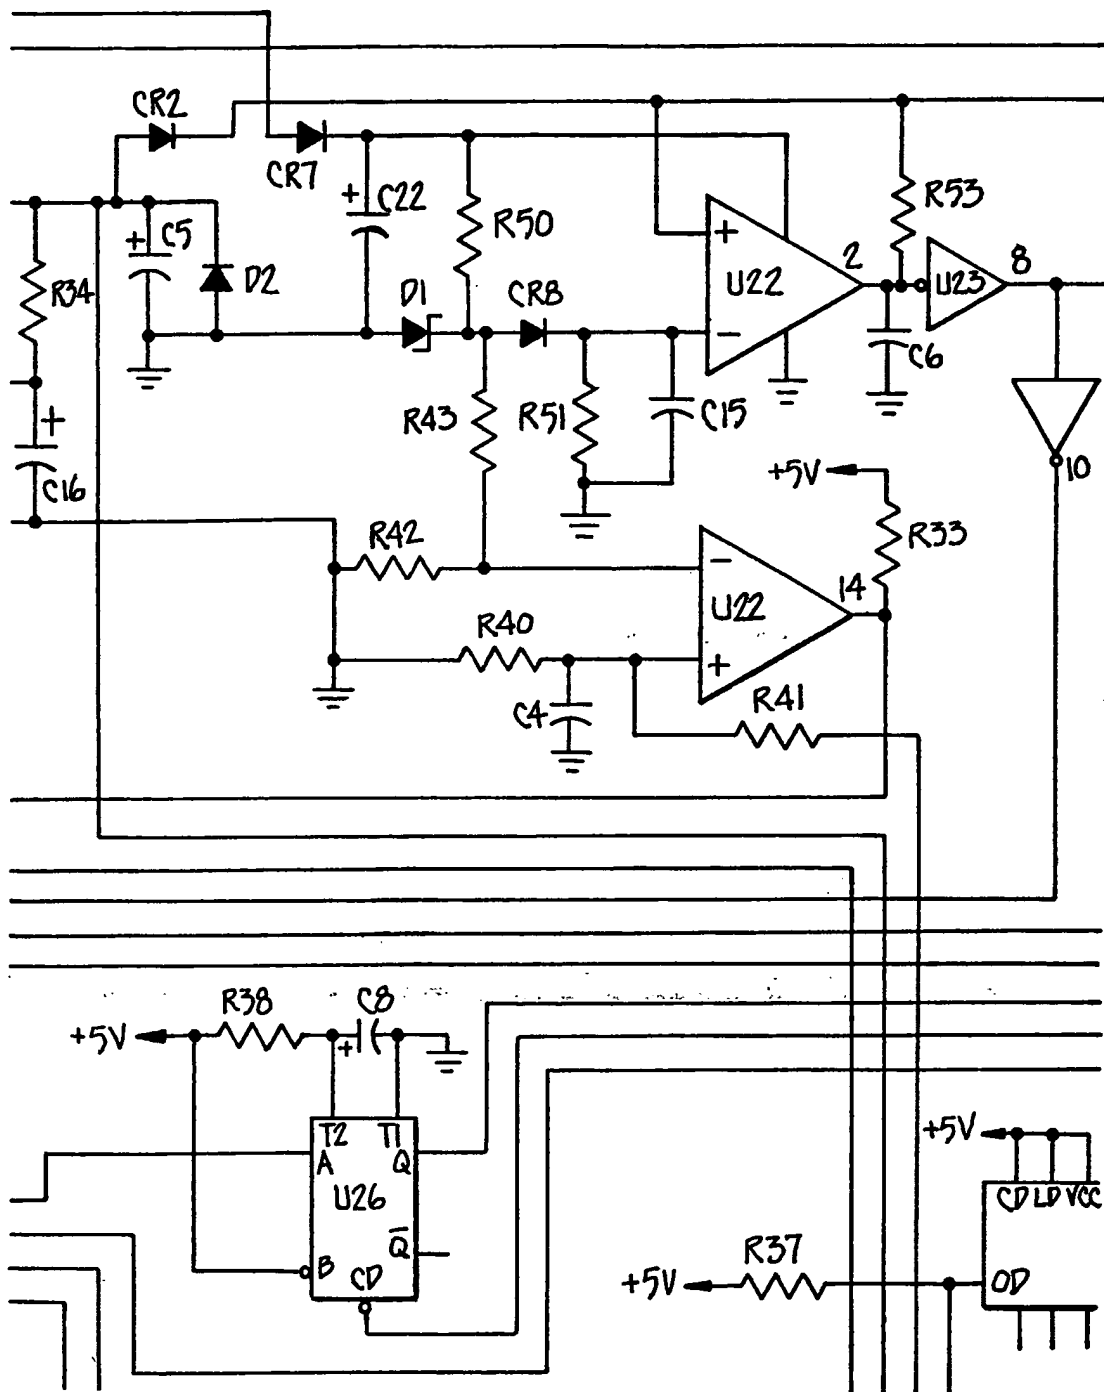 CR2
CR7
+ C22
R50
R53
+ C5
R34
D2
D1
CR8
+
U22
−
2
U23
8
C6
R43
R51
C15
+
C16
+5V
10
R42
R33
−
U22
+
14
R40
C4
R41
R38
C8
+5V
+
T2 T1
A Q
U26
Q̅
B
CD
+5V
CD LD VCC
R37
+5V
OD